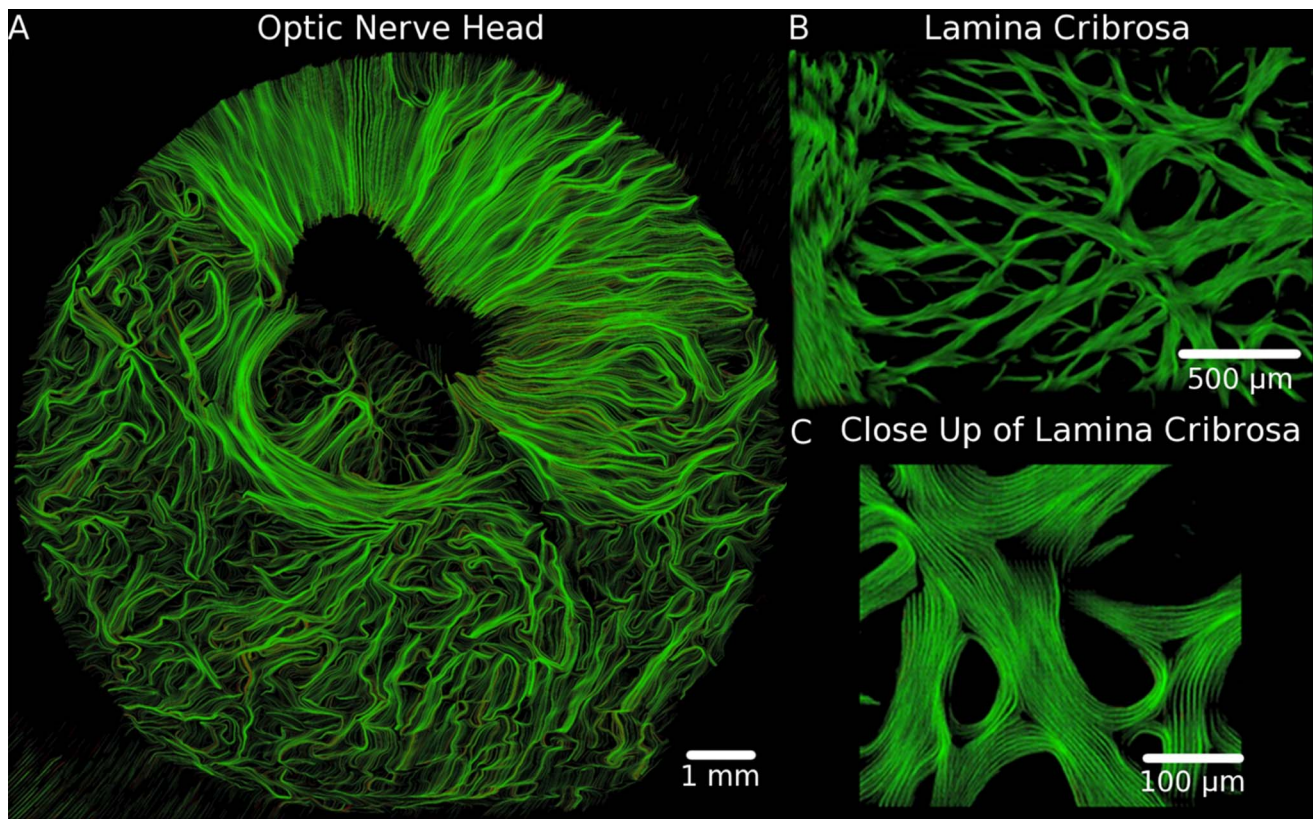 A
Optic Nerve Head
1 mm
B
Lamina Cribrosa
500 µm
C
Close Up of Lamina Cribrosa
100 µm